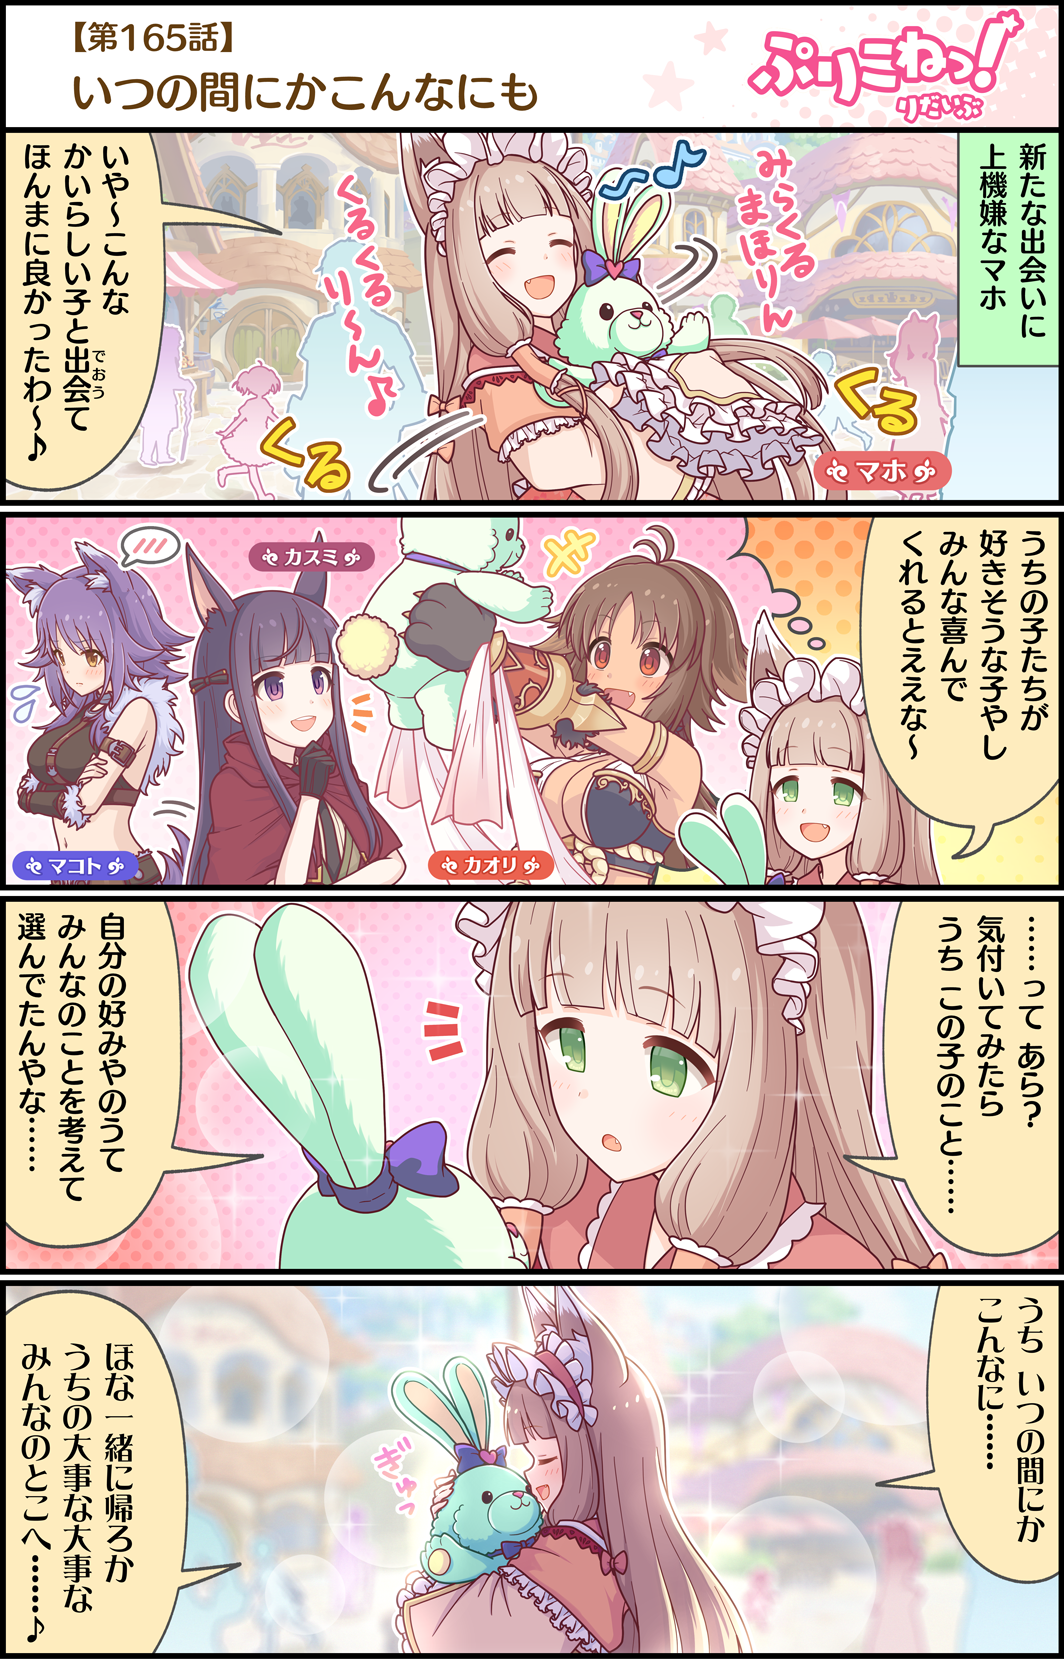 【第165話】
いつの間にかこんなにも
ぷりこねっ!
りだいぶ
新たな出会いに
上機嫌なマホ
みらくる
まほりん
くるくる
り〜ん♪
いや〜こんな
かいらしい子と出会て
でおう
ほんまに良かったわ〜♪
くる
くる
マホ
うちの子たちが
好きそうな子やし
みんな喜んで
くれるとええな〜
カスミ
マコト
カオリ
……って あら?
気付いてみたら
うち この子のこと……
自分の好みやのうて
みんなのことを考えて
選んでたんやな……
うち いつの間にか
こんなに……
ぎゅっ
ほな 一緒に帰ろか
うちの大事な大事な
みんなのとこへ……♪